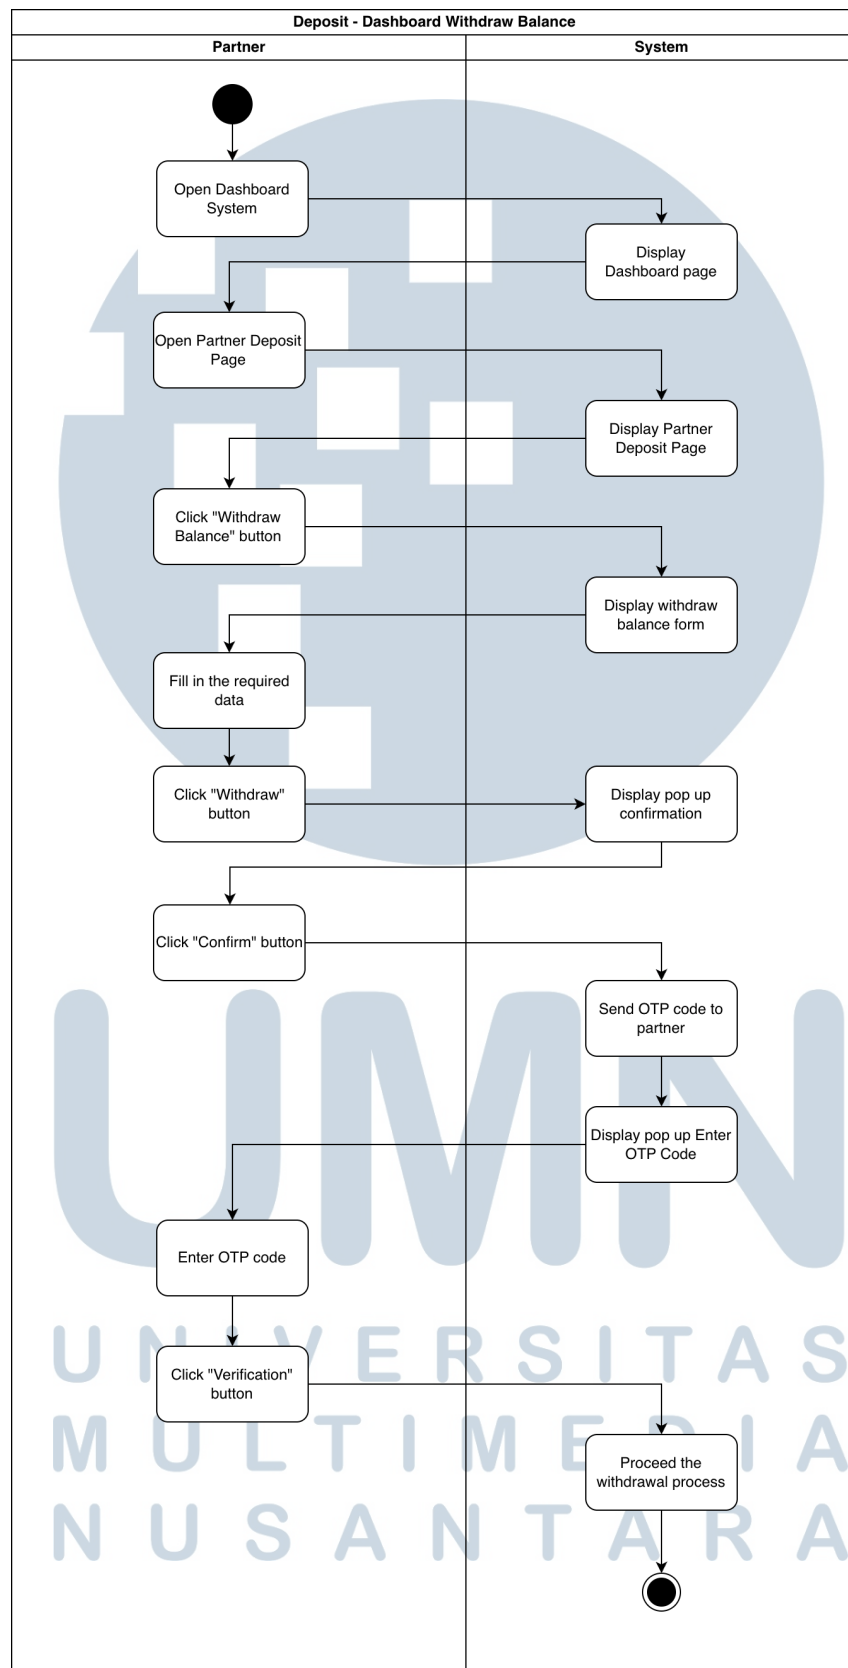 Deposit - Dashboard Withdraw Balance
Partner
System
Open Dashboard
System
Display
Dashboard page
Open Partner Deposit
Page
Display Partner
Deposit Page
Click "Withdraw
Balance" button
Display withdraw
balance form
Fill in the required
data
Click "Withdraw"
button
Display pop up
confirmation
Click "Confirm" button
Send OTP code to
partner
Display pop up Enter
OTP Code
Enter OTP code
Click "Verification"
button
Proceed the
withdrawal process
UMN
UNIVERSITAS
MULTIMEDIA
NUSANTARA